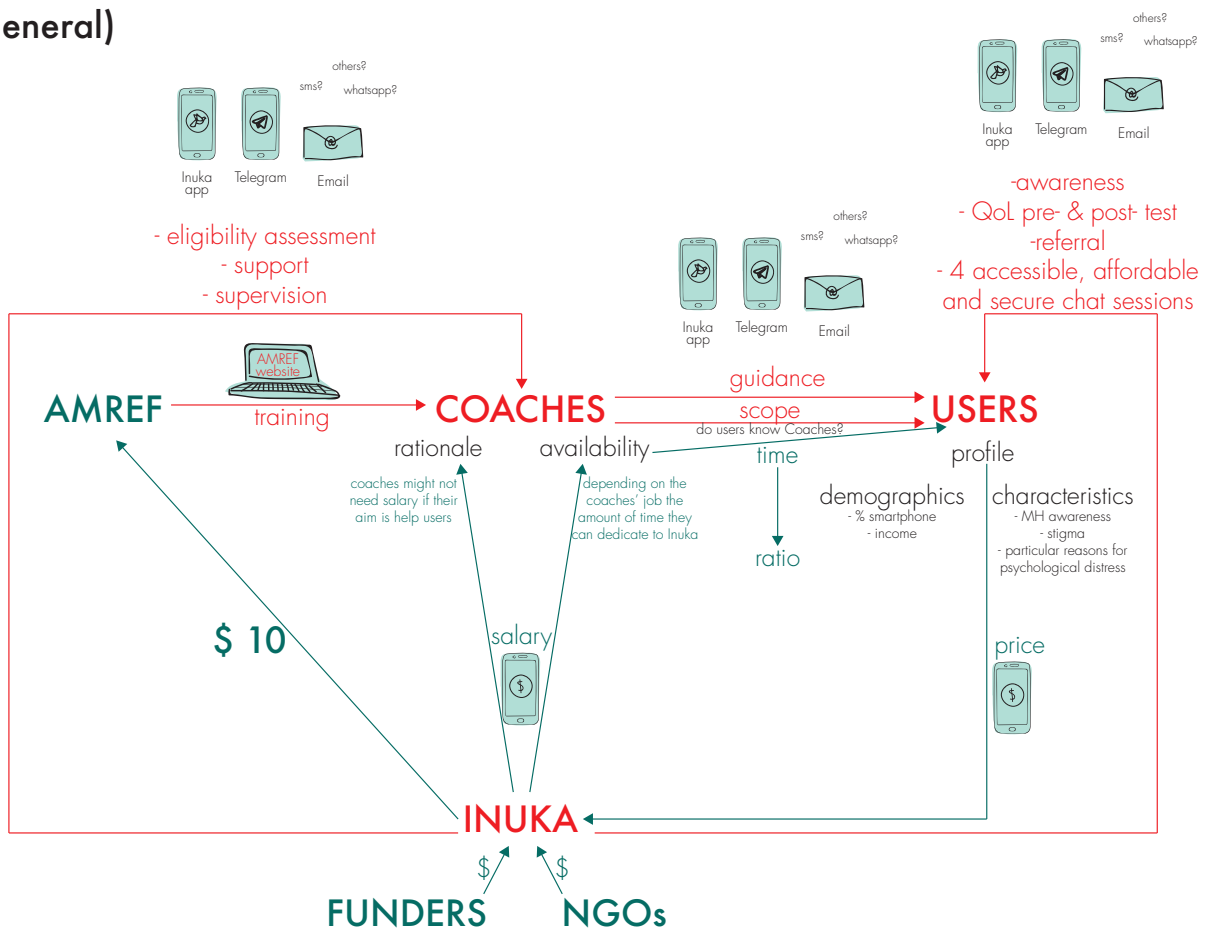 eneral)
others?
sms?
whatsapp?
Inuka
app
Telegram
Email
- eligibility assessment
- support
- supervision
others?
sms?
whatsapp?
Inuka
app
Telegram
Email
others?
sms?
whatsapp?
Inuka
app
Telegram
Email
-awareness
- QoL pre- & post- test
-referral
- 4 accessible, affordable
and secure chat sessions
AMREF
AMREF
website
training
COACHES
guidance
scope
do users know Coaches?
USERS
rationale
availability
time
profile
coaches might not
need salary if their
aim is help users
depending on the
coaches' job the
amount of time they
can dedicate to Inuka
ratio
demographics
- % smartphone
- income
characteristics
- MH awareness
- stigma
- particular reasons for
psychological distress
$ 10
salary
$
price
$
INUKA
$
$
FUNDERS
NGOs